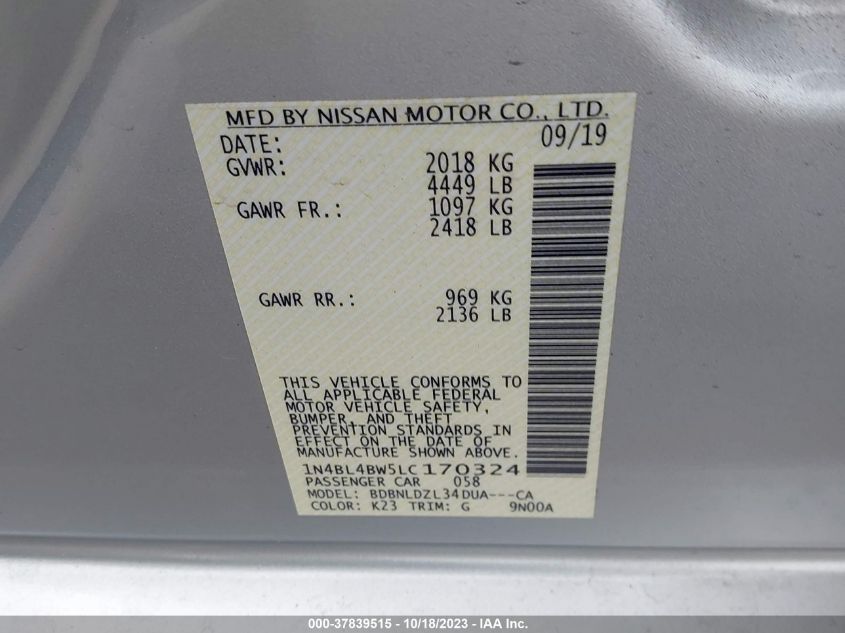 MFD BY NISSAN MOTOR CO., LTD.
DATE: 09/19
GVWR: 2018 KG
4449 LB
GAWR FR.: 1097 KG
2418 LB
GAWR RR.: 969 KG
2136 LB
THIS VEHICLE CONFORMS TO
ALL APPLICABLE FEDERAL
MOTOR VEHICLE SAFETY,
BUMPER, AND THEFT
PREVENTION STANDARDS IN
EFFECT ON THE DATE OF
MANUFACTURE SHOWN ABOVE.
1N4BL4BW5LC170324
PASSENGER CAR 058
MODEL: BDBNLDZL34DUA---CA
COLOR: K23 TRIM: G 9N00A
000-37839515 - 10/18/2023 - IAA Inc.